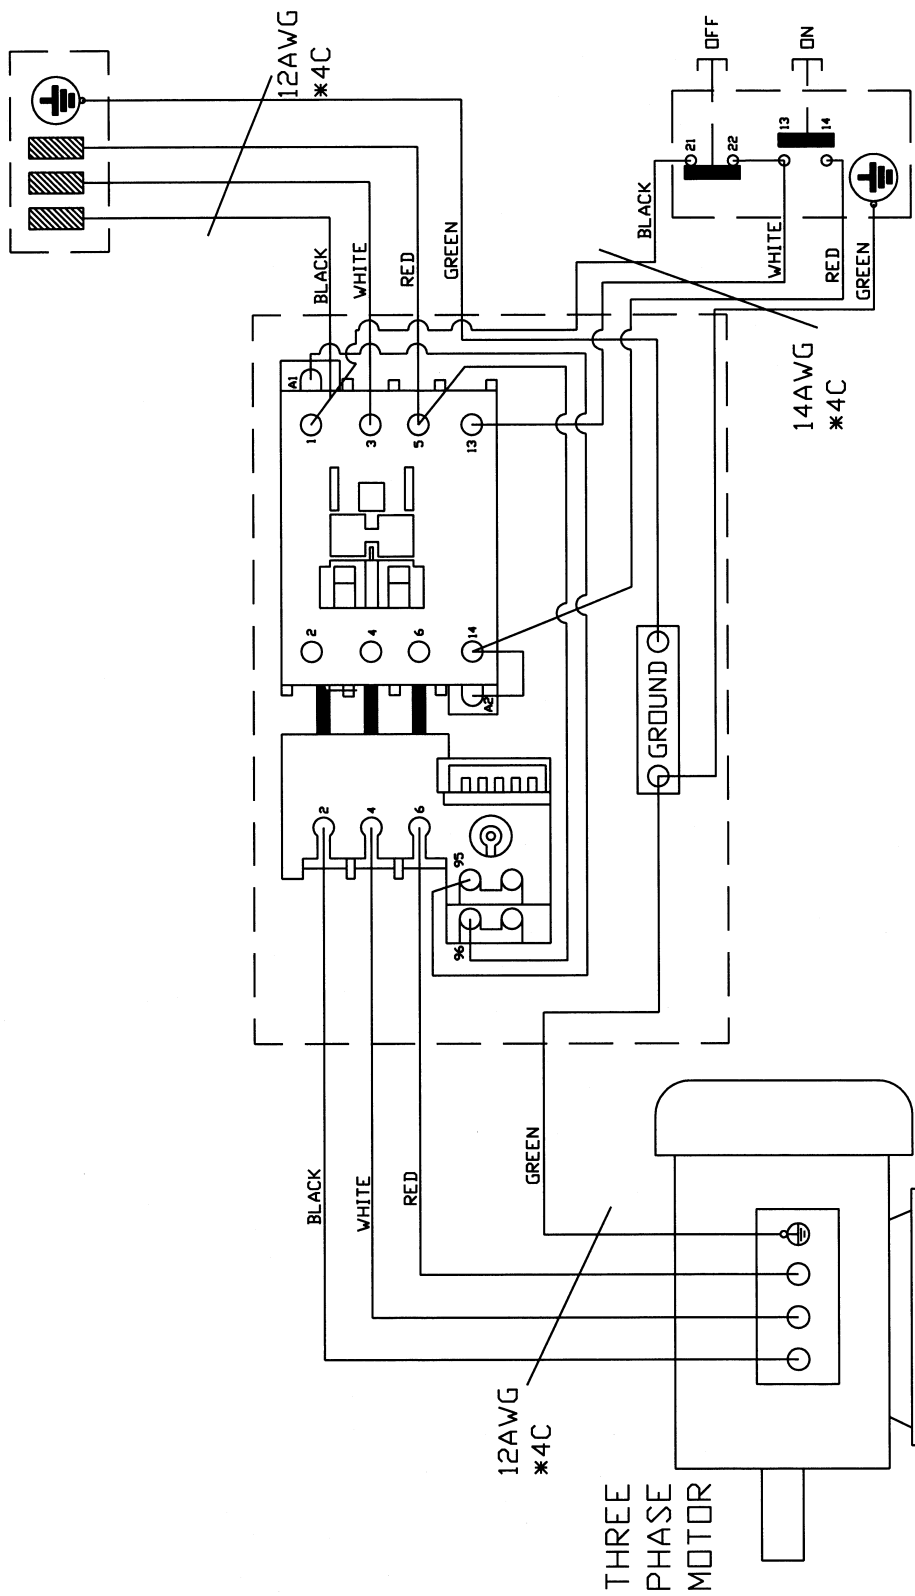 12AWG
*4C
OFF
ON
21
22
13
14
BLACK
WHITE
RED
GREEN
BLACK
WHITE
RED
GREEN
14AWG
*4C
A1
1
3
5
13
2
4
6
14
A2
GROUND
2
4
6
95
96
BLACK
WHITE
RED
GREEN
12AWG
*4C
THREE
PHASE
MOTOR